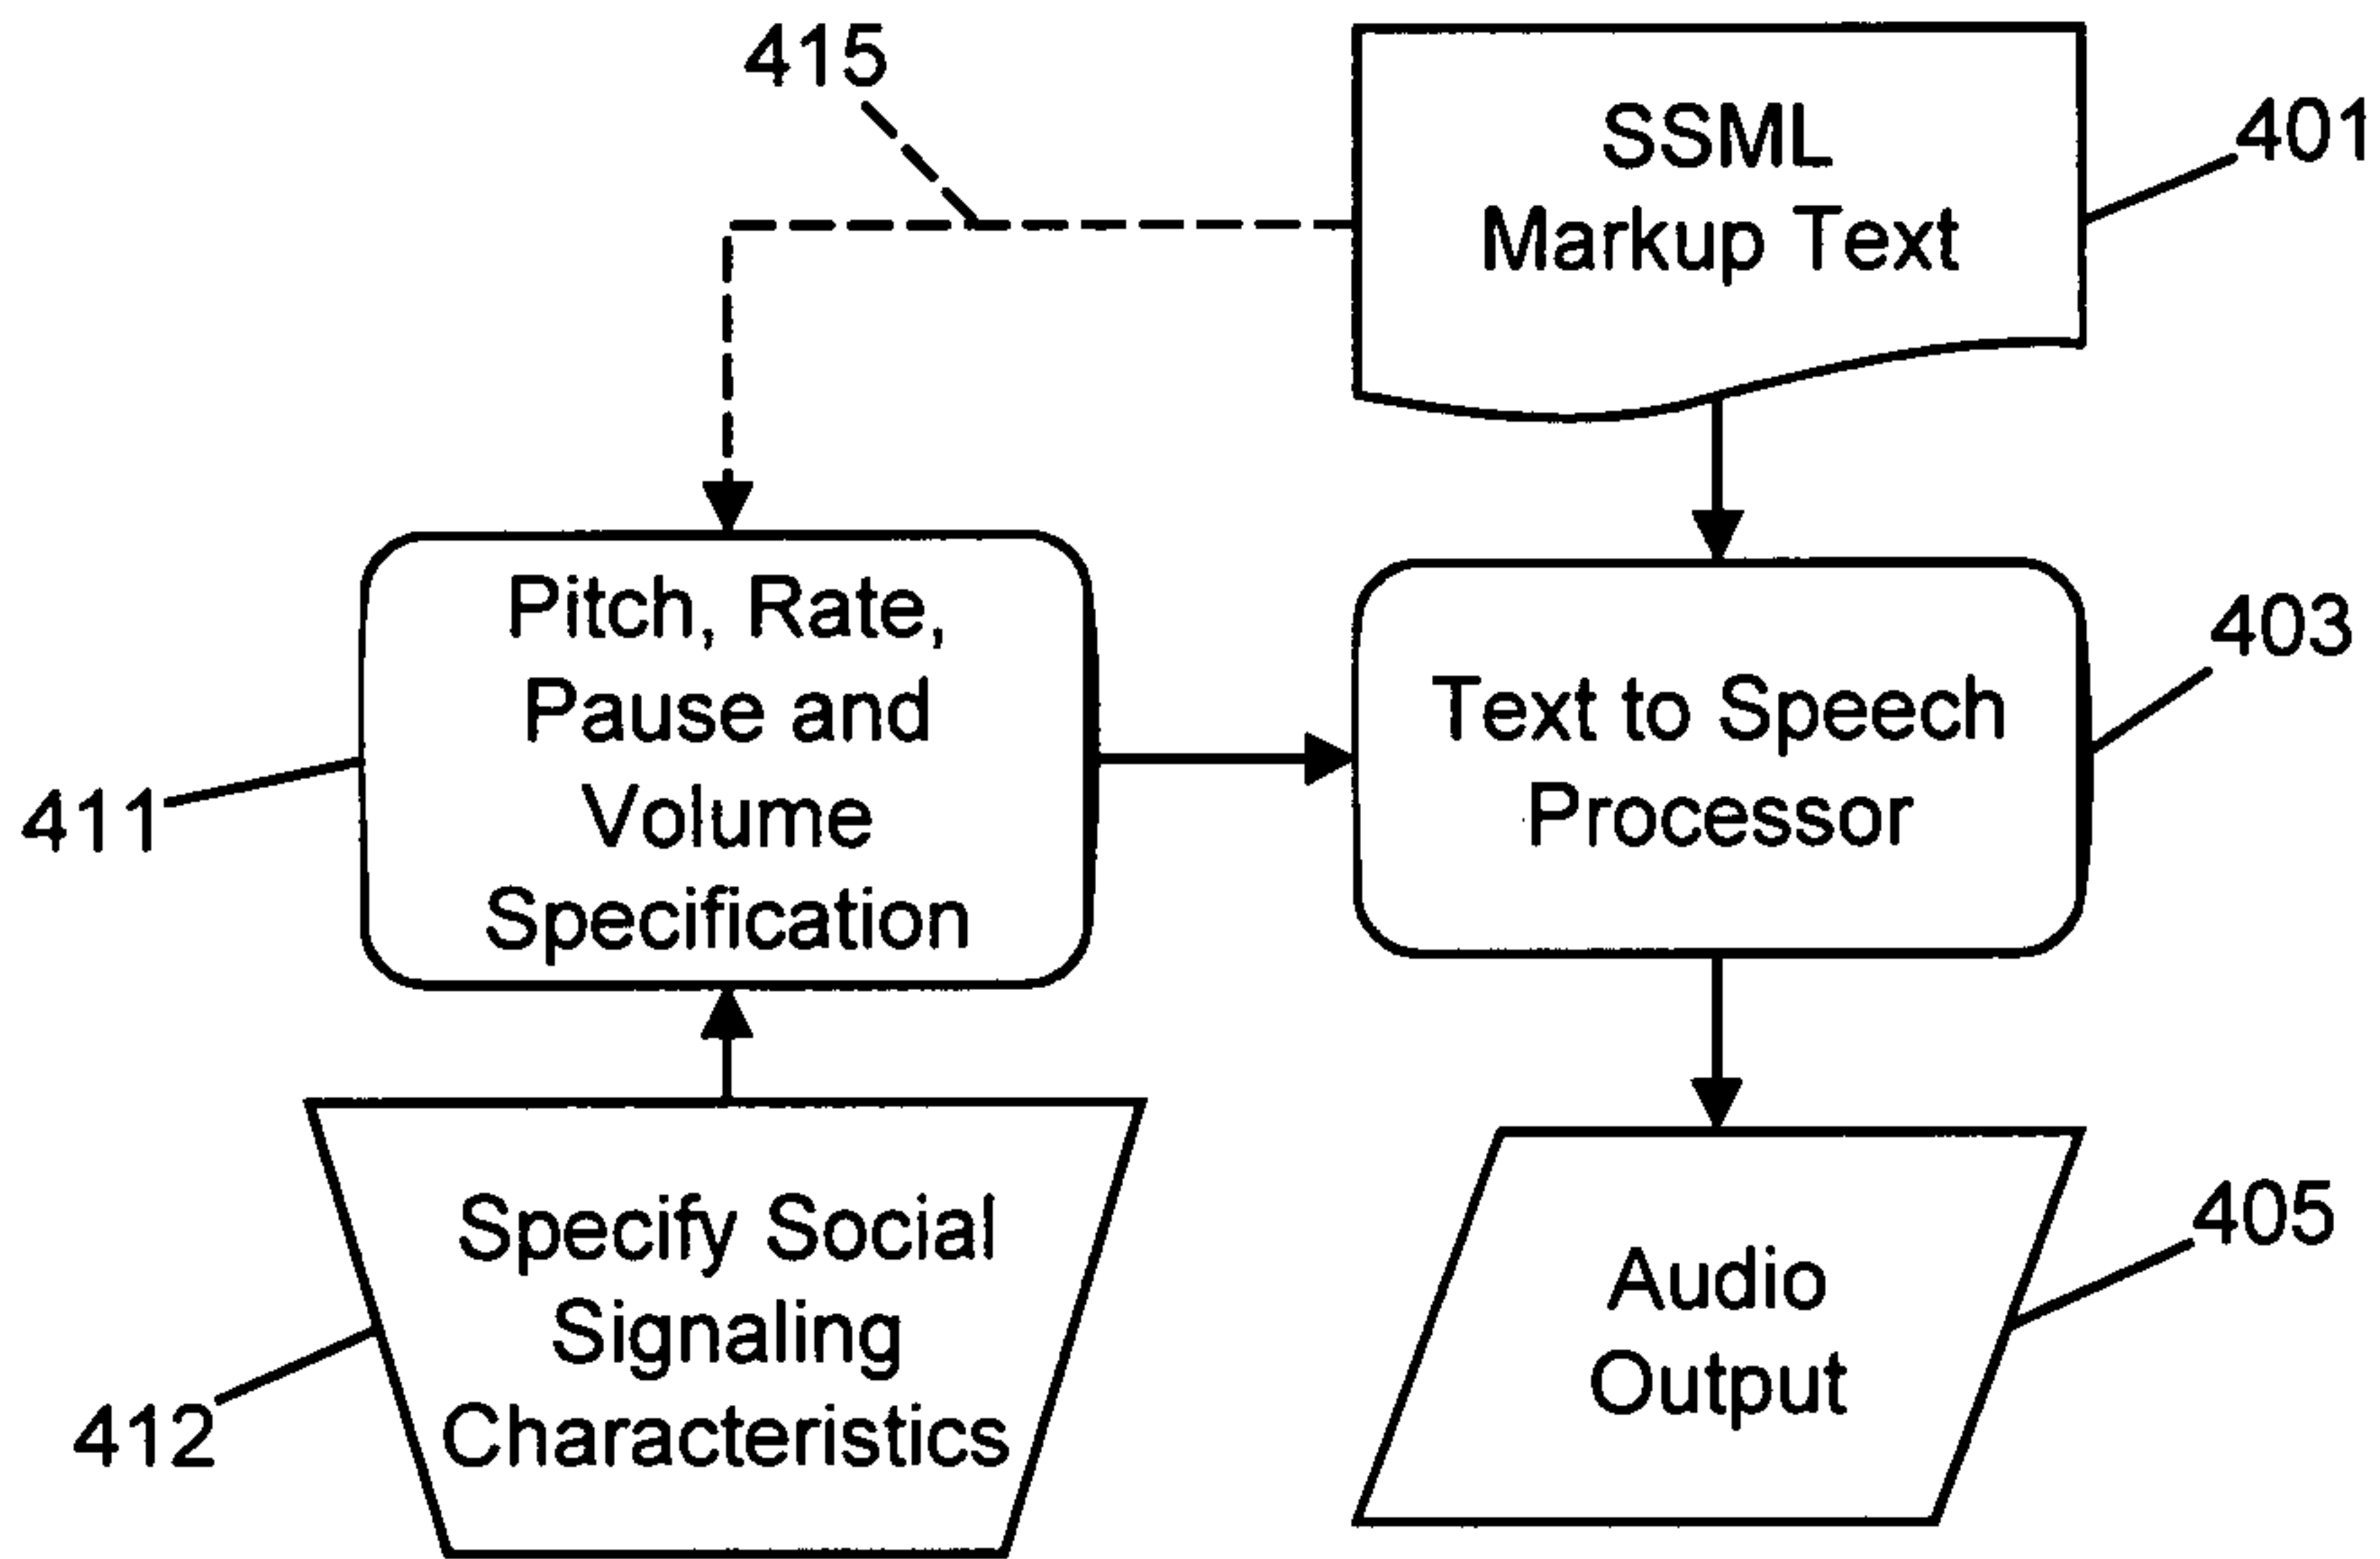 415
SSML
Markup Text
401
Pitch, Rate,
Pause and
Volume
Specification
411
Text to Speech
Processor
403
Specify Social
Signaling
Characteristics
412
Audio
Output
405